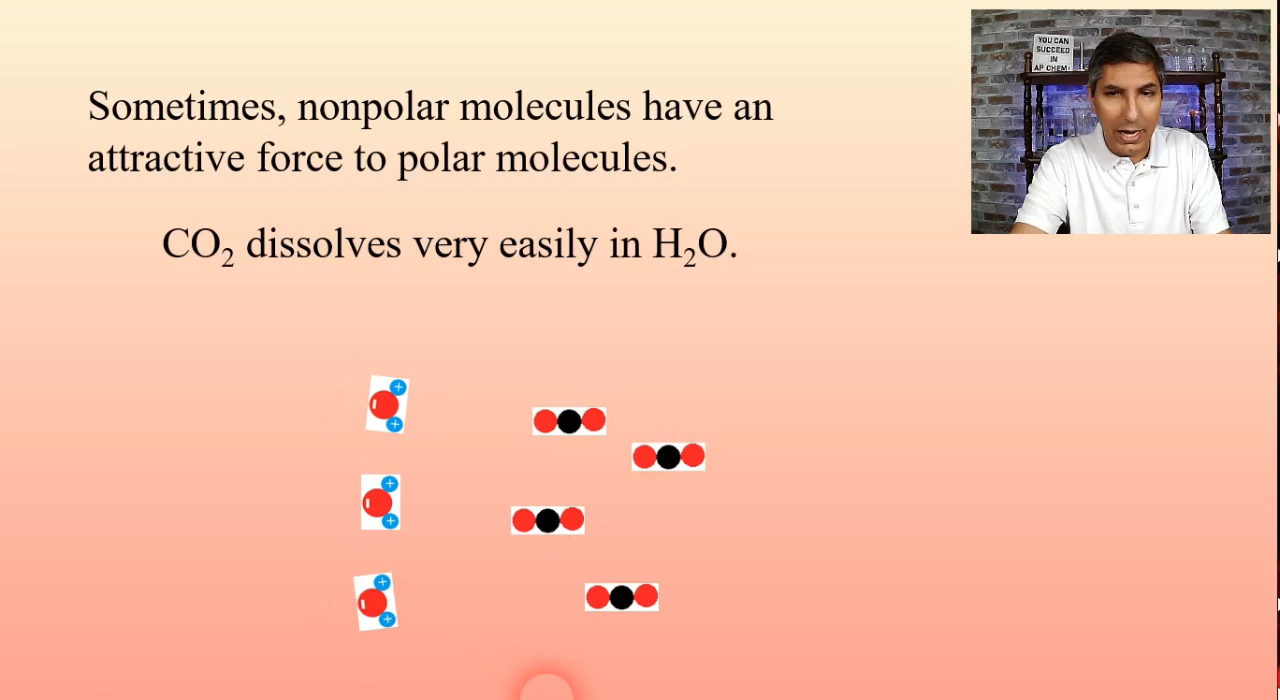 Sometimes, nonpolar molecules have an
attractive force to polar molecules.
CO₂ dissolves very easily in H₂O.
YOU CAN
SUCCEED
IN
AP CHEM!
+
+
+
+
+
+